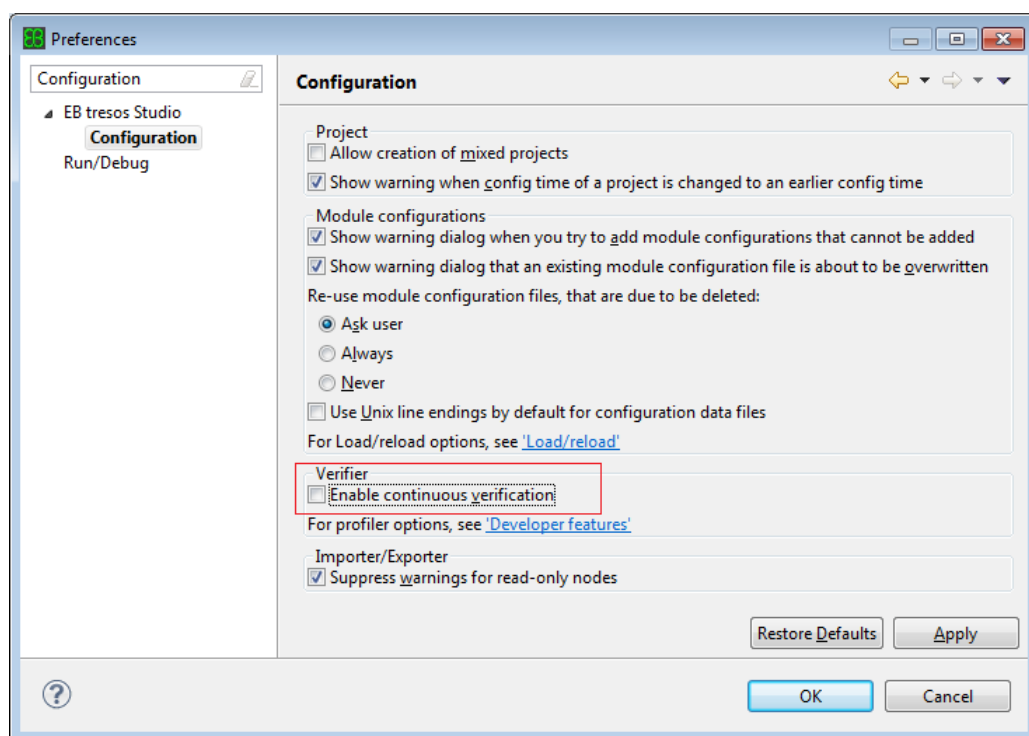 Preferences
Configuration
EB tresos Studio
Configuration
Run/Debug
Configuration
Project
Allow creation of mixed projects
Show warning when config time of a project is changed to an earlier config time
Module configurations
Show warning dialog when you try to add module configurations that cannot be added
Show warning dialog that an existing module configuration file is about to be overwritten
Re-use module configuration files, that are due to be deleted:
Ask user
Always
Never
Use Unix line endings by default for configuration data files
For Load/reload options, see 'Load/reload'
Verifier
Enable continuous verification
For profiler options, see 'Developer features'
Importer/Exporter
Suppress warnings for read-only nodes
Restore Defaults Apply
? OK Cancel